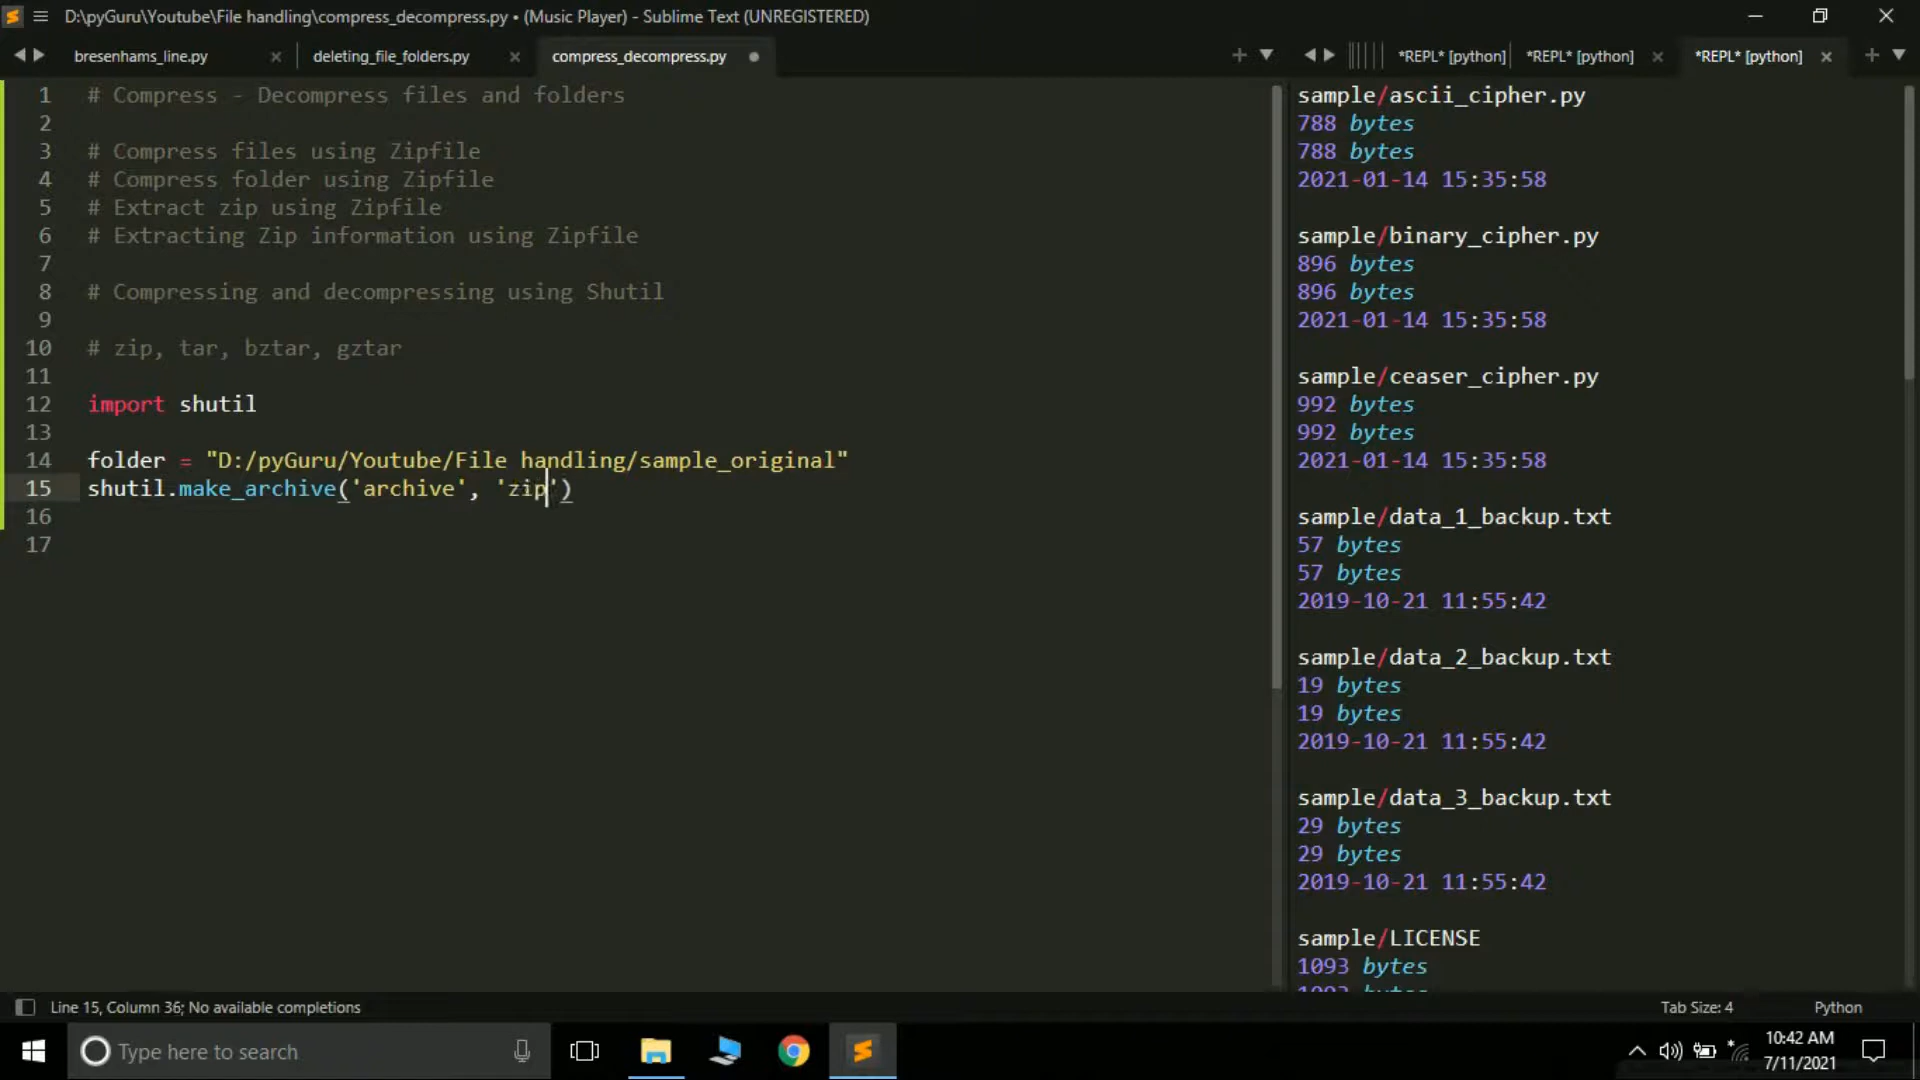 D:\pyGuru\Youtube\File handling\compress_decompress.py • (Music Player) - Sublime Text (UNREGISTERED)
bresenhams_line.py
deleting_file_folders.py
compress_decompress.py
*REPL* [python]
*REPL* [python]
*REPL* [python]
1 # Compress - Decompress files and folders
2
3 # Compress files using Zipfile
4 # Compress folder using Zipfile
5 # Extract zip using Zipfile
6 # Extracting Zip information using Zipfile
7
8 # Compressing and decompressing using Shutil
9
10 # zip, tar, bztar, gztar
11
12 import shutil
13
14 folder = "D:/pyGuru/Youtube/File handling/sample_original"
15 shutil.make_archive('archive', 'zip')
16
17
sample/ascii_cipher.py
788 bytes
788 bytes
2021-01-14 15:35:58
sample/binary_cipher.py
896 bytes
896 bytes
2021-01-14 15:35:58
sample/ceaser_cipher.py
992 bytes
992 bytes
2021-01-14 15:35:58
sample/data_1_backup.txt
57 bytes
57 bytes
2019-10-21 11:55:42
sample/data_2_backup.txt
19 bytes
19 bytes
2019-10-21 11:55:42
sample/data_3_backup.txt
29 bytes
29 bytes
2019-10-21 11:55:42
sample/LICENSE
1093 bytes
Line 15, Column 36; No available completions
Tab Size: 4
Python
Type here to search
10:42 AM
7/11/2021